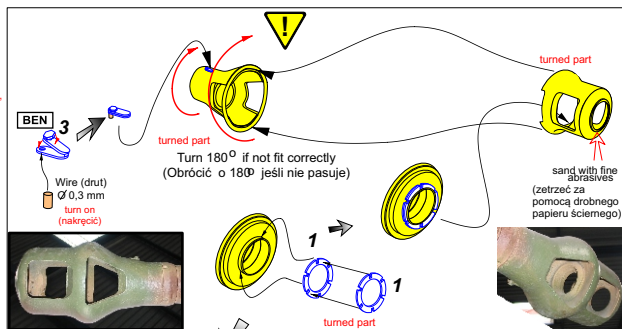 !
turned part
BEN
3
turned part
Turn 180° if not fit correctly
(Obrócić o 180° jeśli nie pasuje)
sand with fine
abrasives
(zetrzeć za
pomocą drobnego
papieru ściernego)
Wire (drut)
Ø 0,3 mm
turn on
(nakręcić)
1
1
turned part